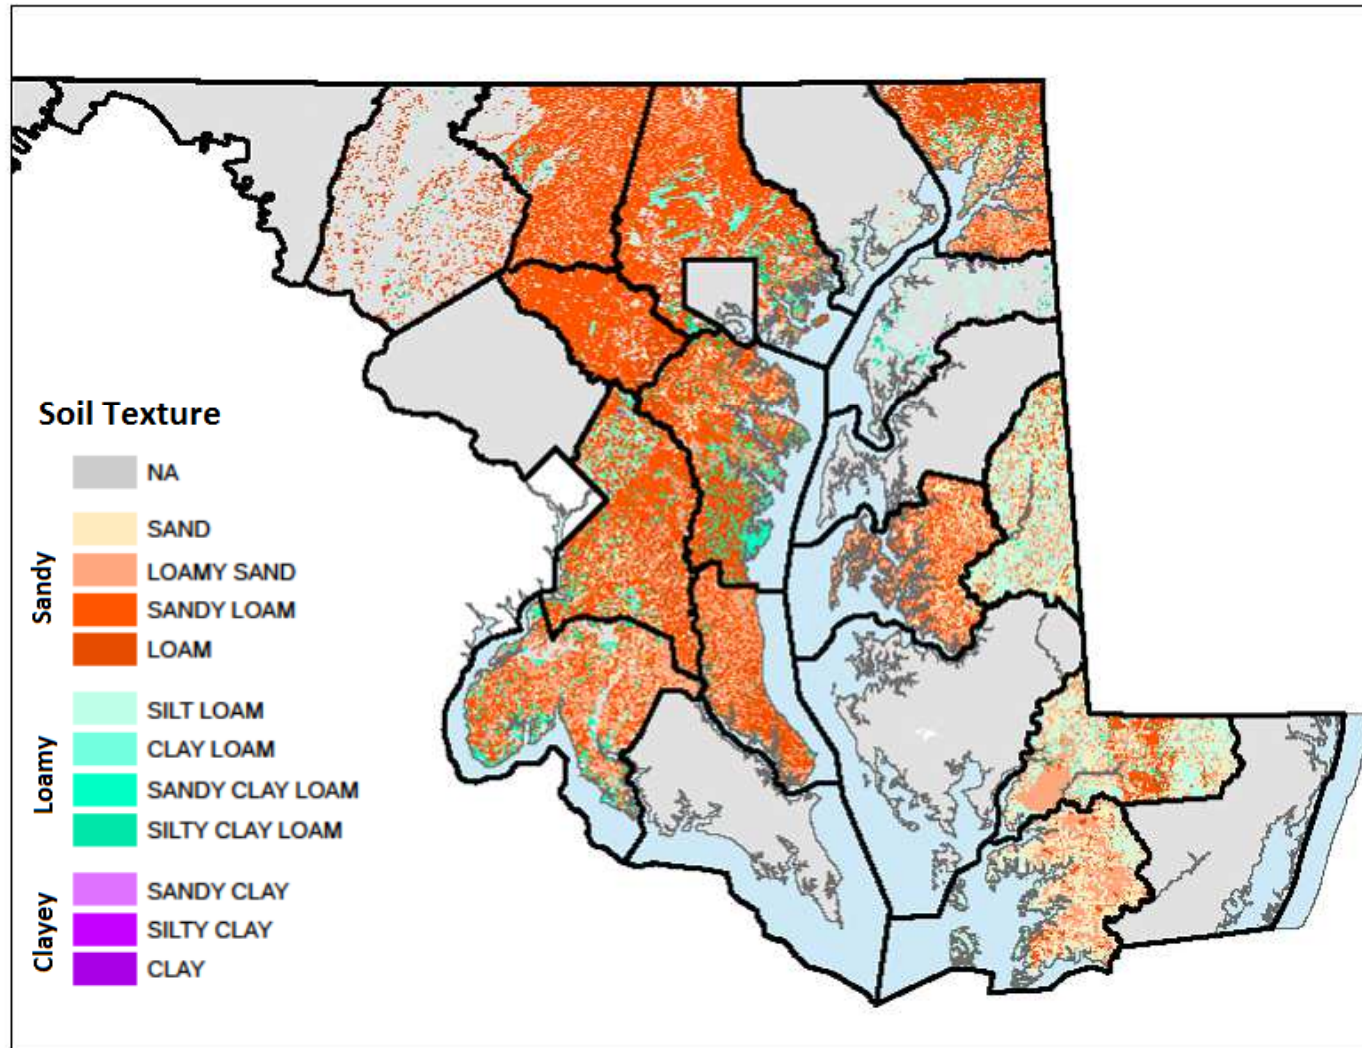 Soil Texture
NA
Sandy
SAND
LOAMY SAND
SANDY LOAM
LOAM
Loamy
SILT LOAM
CLAY LOAM
SANDY CLAY LOAM
SILTY CLAY LOAM
Clayey
SANDY CLAY
SILTY CLAY
CLAY